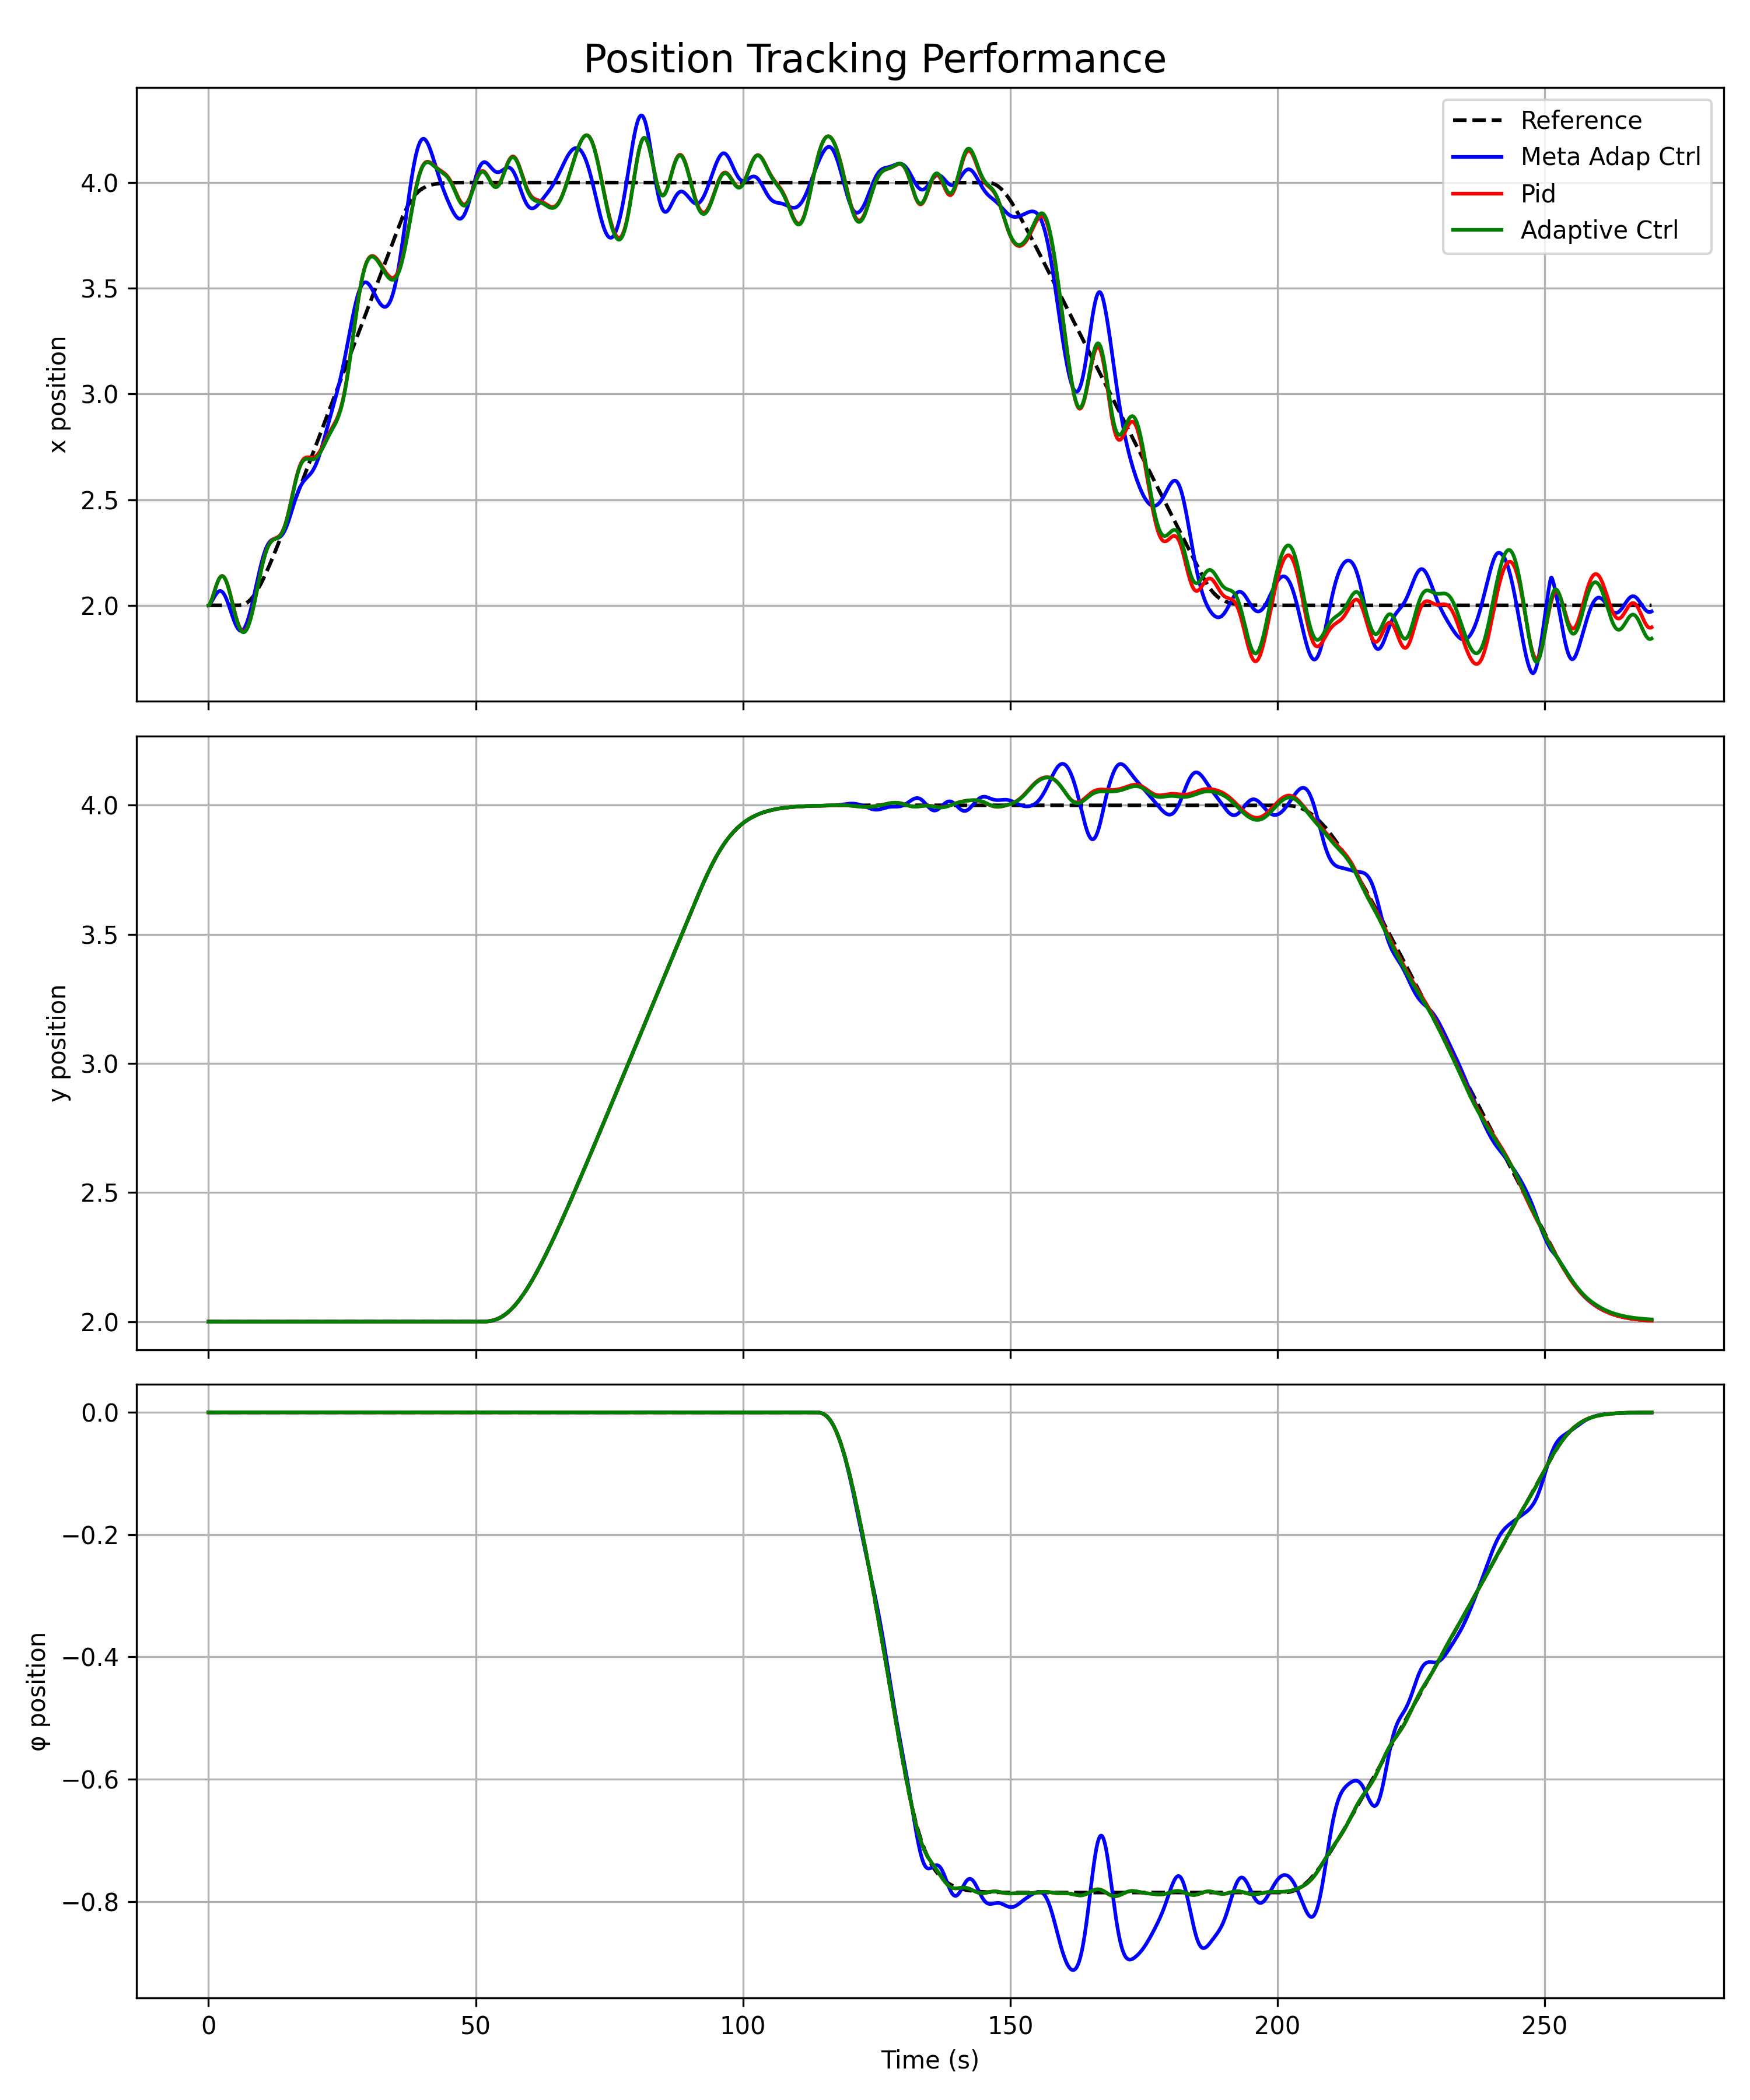 Position Tracking Performance
Reference
Meta Adap Ctrl
Pid
Adaptive Ctrl
x position
4.0
3.5
3.0
2.5
2.0
y position
4.0
3.5
3.0
2.5
2.0
φ position
0.0
−0.2
−0.4
−0.6
−0.8
0 50 100 150 200 250
Time (s)